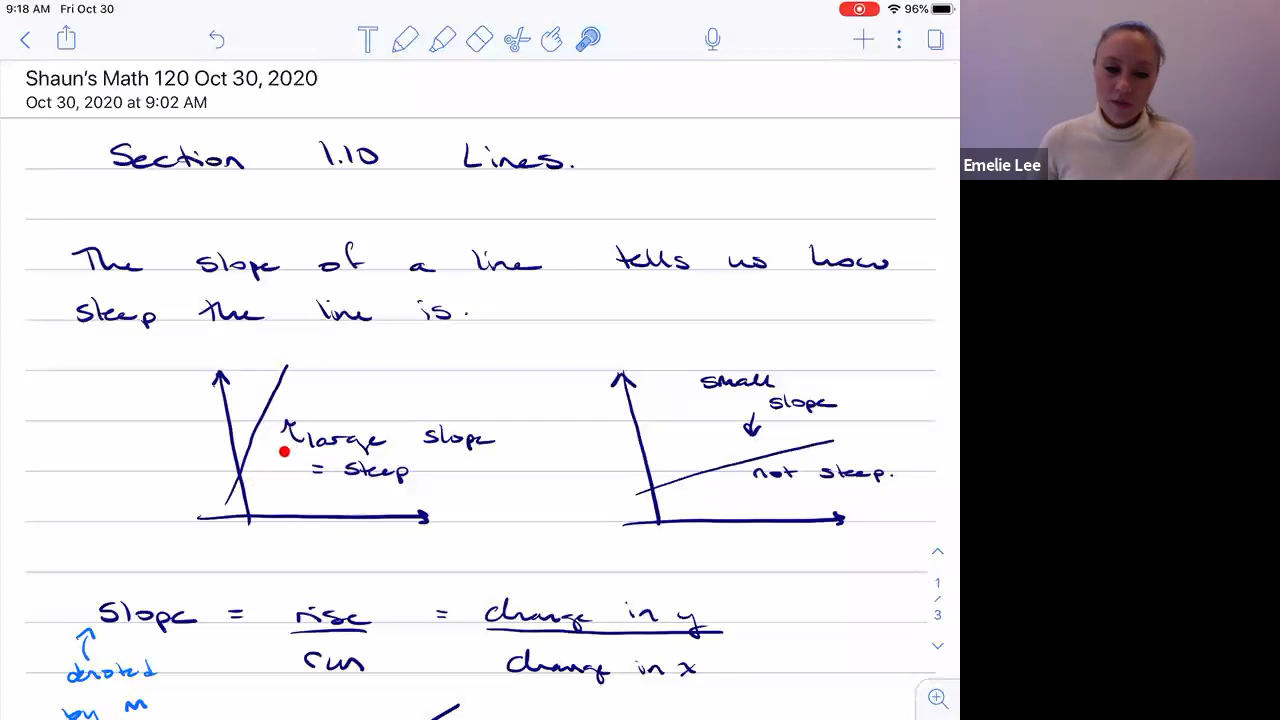 9:18 AM Fri Oct 30
96%
Shaun's Math 120 Oct 30, 2020
Oct 30, 2020 at 9:02 AM
Section 1.10 Lines.
The slope of a line tells us how
steep the line is.
large slope
= steep
small
slope
not steep.
slope = rise = change in y
run change in x
denoted
by m
1
/
3
Emelie Lee